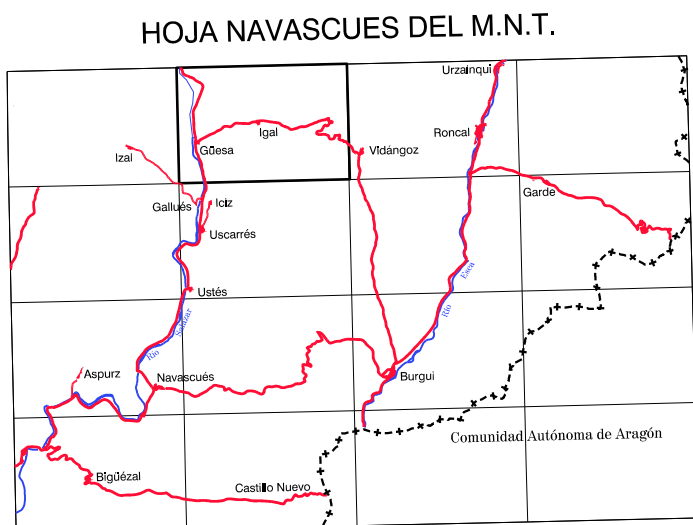 HOJA NAVASCUES DEL M.N.T.
Urzainqui
Igal
Roncal
Izal
Güesa
Vidángoz
Garde
Gallués
Iciz
Uscarrés
Esca
Ustés
Río
Salazar
Río
Aspurz
Navascués
Burgui
Comunidad Autónoma de Aragón
Bigüézal
Castillo Nuevo